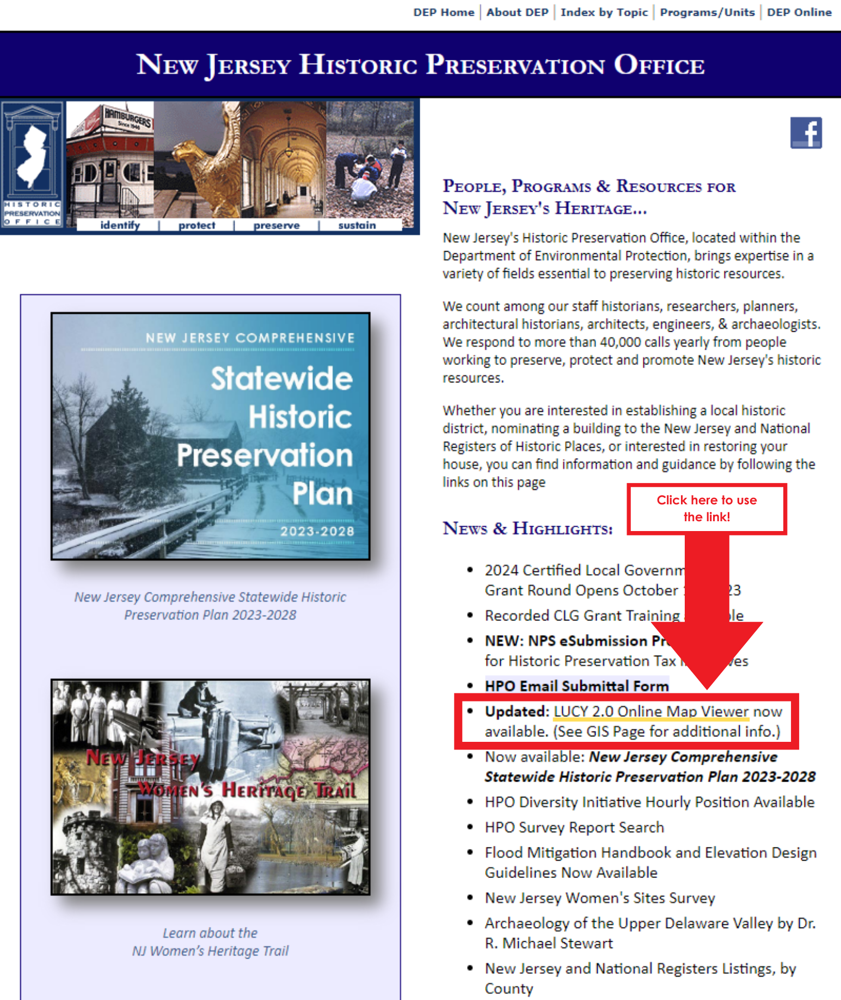 DEP Home | About DEP | Index by Topic | Programs/Units | DEP Online
NEW JERSEY HISTORIC PRESERVATION OFFICE
HAMBURGERS
Since 1946
HISTORIC
PRESERVATION
OFFICE
identify | protect | preserve | sustain
f
PEOPLE, PROGRAMS & RESOURCES FOR
NEW JERSEY'S HERITAGE...
New Jersey's Historic Preservation Office, located within the
Department of Environmental Protection, brings expertise in a
variety of fields essential to preserving historic resources.
We count among our staff historians, researchers, planners,
architectural historians, architects, engineers, & archaeologists.
We respond to more than 40,000 calls yearly from people
working to preserve, protect and promote New Jersey's historic
resources.
Whether you are interested in establishing a local historic
district, nominating a building to the New Jersey and National
Registers of Historic Places, or interested in restoring your
house, you can find information and guidance by following the
links on this page
Click here to use
the link!
NEWS & HIGHLIGHTS:
• 2024 Certified Local Governm
Grant Round Opens October 23
• Recorded CLG Grant Training
• NEW: NPS eSubmission
for Historic Preservation Tax
• HPO Email Submittal Form
• Updated: LUCY 2.0 Online Map Viewer now
available. (See GIS Page for additional info.)
• Now available: New Jersey Comprehensive
Statewide Historic Preservation Plan 2023-2028
• HPO Diversity Initiative Hourly Position Available
• HPO Survey Report Search
• Flood Mitigation Handbook and Elevation Design
Guidelines Now Available
• New Jersey Women's Sites Survey
• Archaeology of the Upper Delaware Valley by Dr.
R. Michael Stewart
• New Jersey and National Registers Listings, by
County
NEW JERSEY COMPREHENSIVE
Statewide
Historic
Preservation
Plan
2023-2028
New Jersey Comprehensive Statewide Historic
Preservation Plan 2023-2028
NEW JERSEY
WOMEN'S HERITAGE TRAIL
Learn about the
NJ Women's Heritage Trail